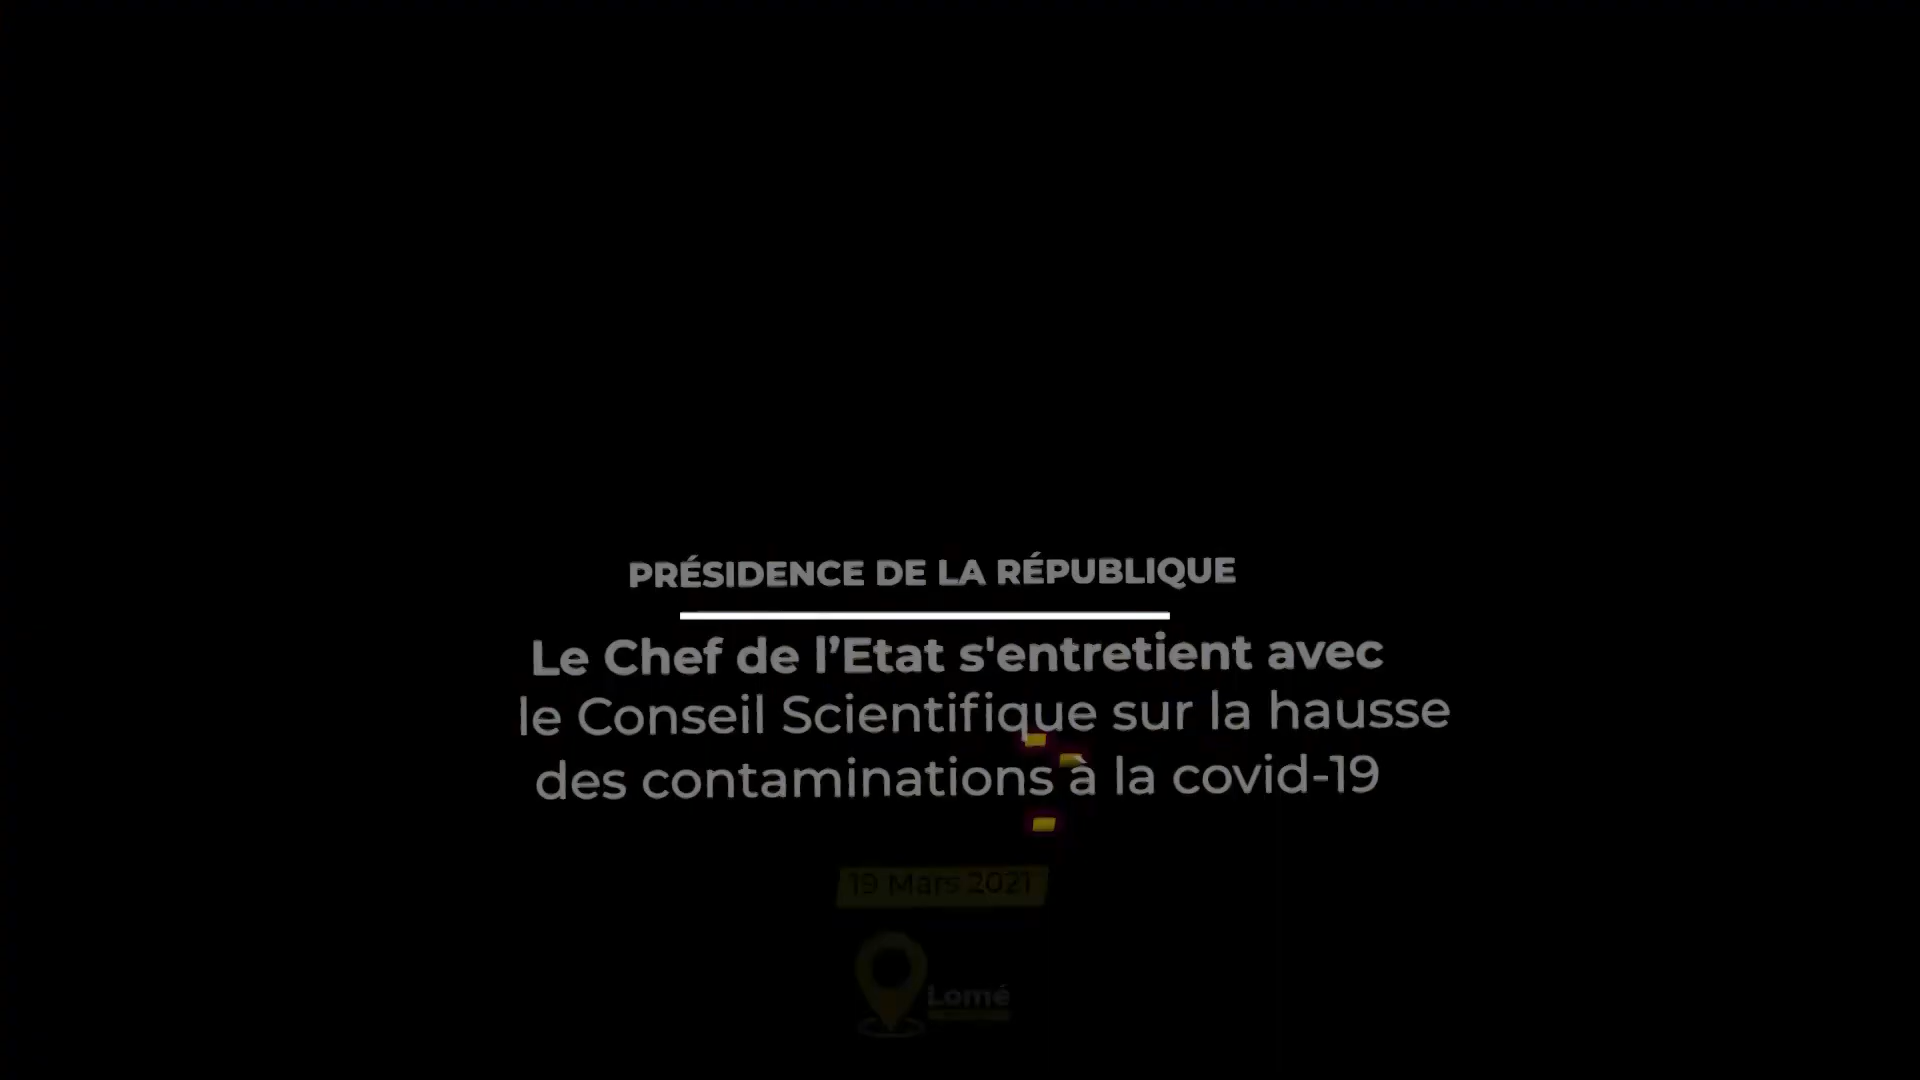 PRÉSIDENCE DE LA RÉPUBLIQUE
Le Chef de l’Etat s'entretient avec
le Conseil Scientifique sur la hausse
des contaminations à la covid-19
19 Mars 2021
Lomé